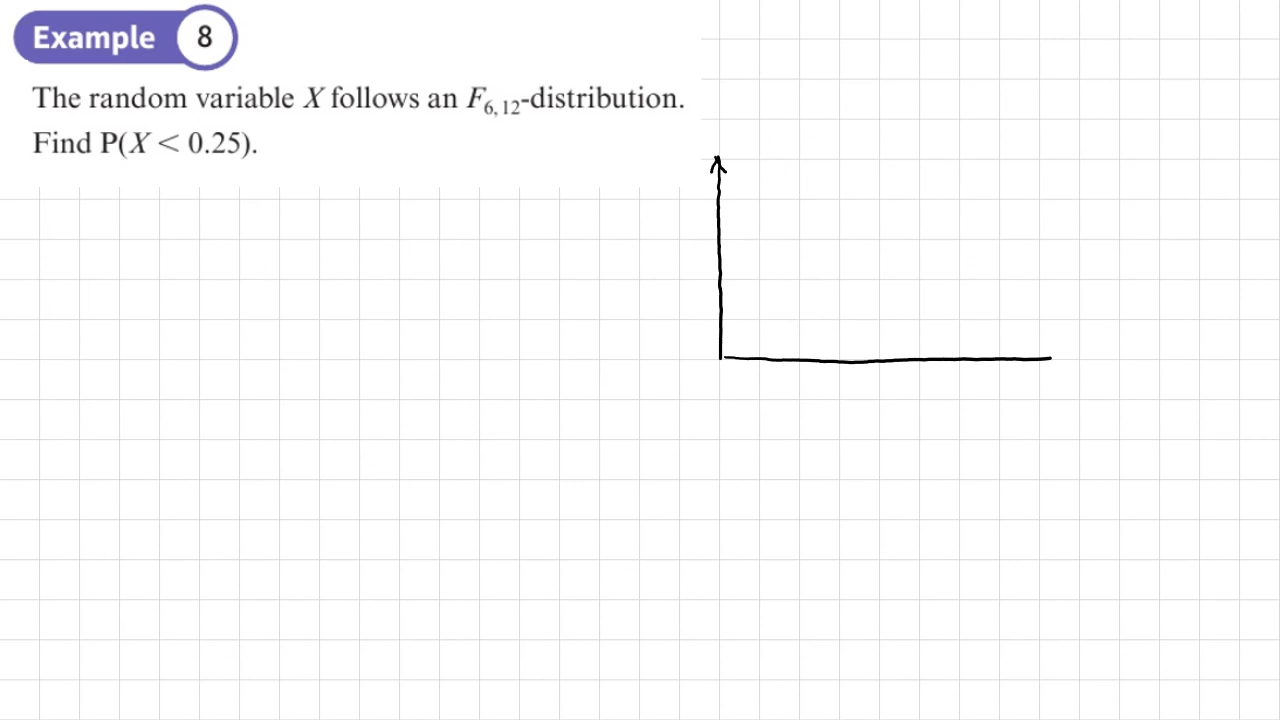 Example 8
The random variable X follows an F6, 12-distribution.
Find P(X < 0.25).